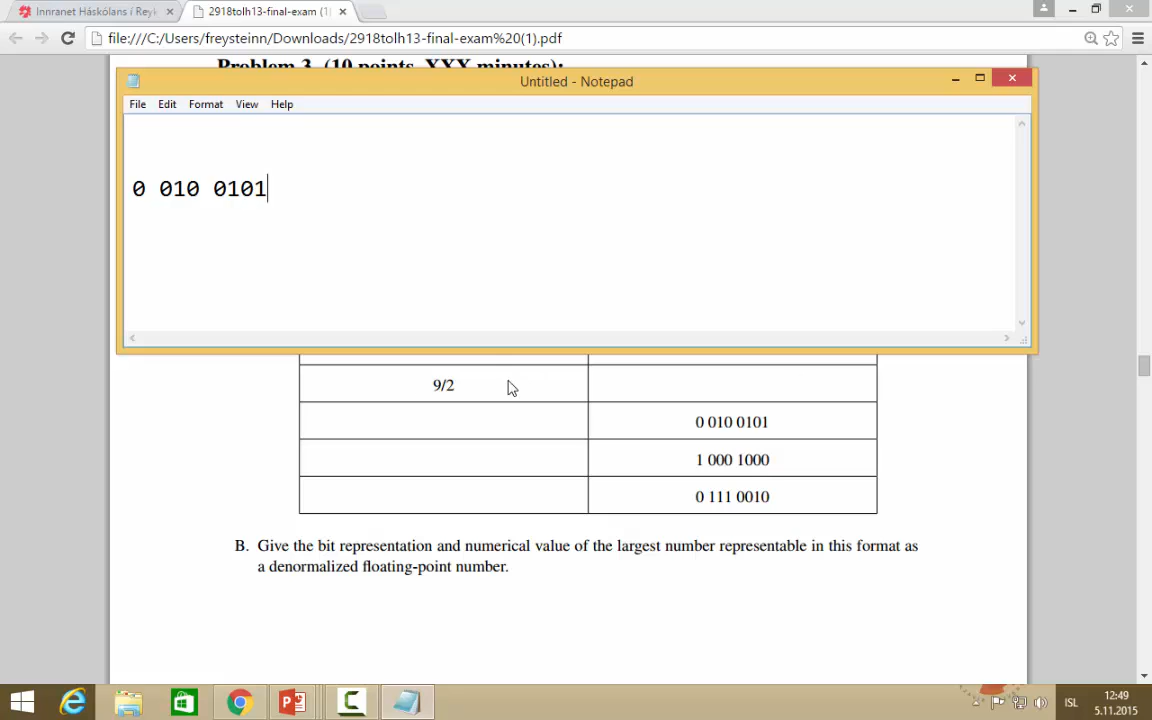 Innranet Háskólans í Reyk
2918tolh13-final-exam (1)
file:///C:/Users/freysteinn/Downloads/2918tolh13-final-exam%20(1).pdf
Problem 3. (10 points, XXX minutes):
Untitled - Notepad
File Edit Format View Help
0 010 0101
9/2
0 010 0101
1 000 1000
0 111 0010
B. Give the bit representation and numerical value of the largest number representable in this format as
a denormalized floating-point number.
ISL
12:49
5.11.2015